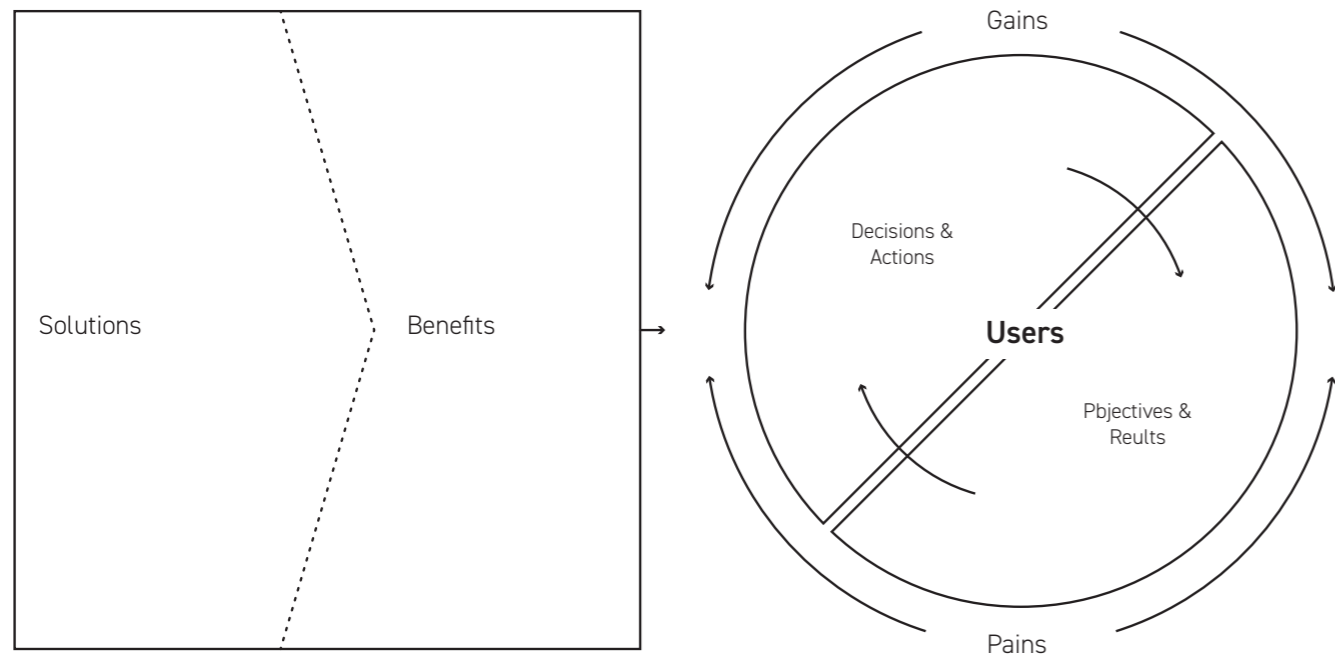 Solutions
Benefits
Gains
Decisions &
Actions
Users
Pbjectives &
Reults
Pains